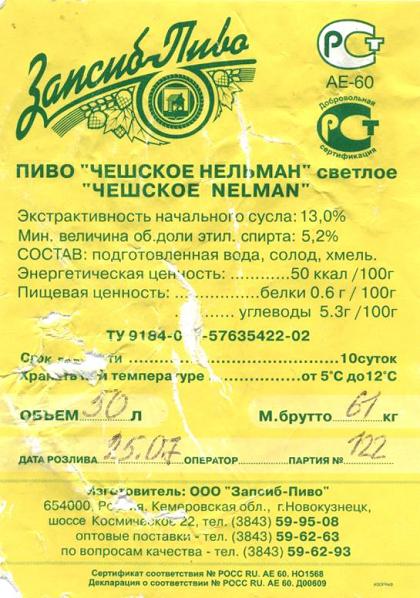 Запсиб-Пиво
РСТ
АЕ-60
Добровольная
РСТ
сертификация
ПИВО "ЧЕШСКОЕ НЕЛЬМАН" светлое
"ЧЕШСКОЕ NELMAN"
Экстрактивность начального сусла: 13,0%
Мин. величина об.доли этил. спирта: 5,2%
СОСТАВ: подготовленная вода, солод, хмель.
Энергетическая ценность: ............50 ккал /100г
Пищевая ценность: ..............белки 0.6 г / 100г
углеводы 5.3г /100г
ТУ 9184-0 -57635422-02
Срок 10суток
температуре от 5°С до12°С
ОБЪЕМ 50 Л М.брутто 61 кг
ДАТА РОЗЛИВА 25.07 ОПЕРАТОР ПАРТИЯ № 122
Изготовитель: ООО "Запсиб-Пиво"
654000, Кемеровская обл., г.Новокузнецк,
шоссе Космическое 22, тел. (3843) 59-95-08
оптовые поставки - тел. (3843) 59-62-63
по вопросам качества - тел. (3843) 59-62-93
Сертификат соответствия № РОСС RU. АЕ 60. НО1568
Декларация о соответствии № РОСС RU. АЕ 60. Д00609